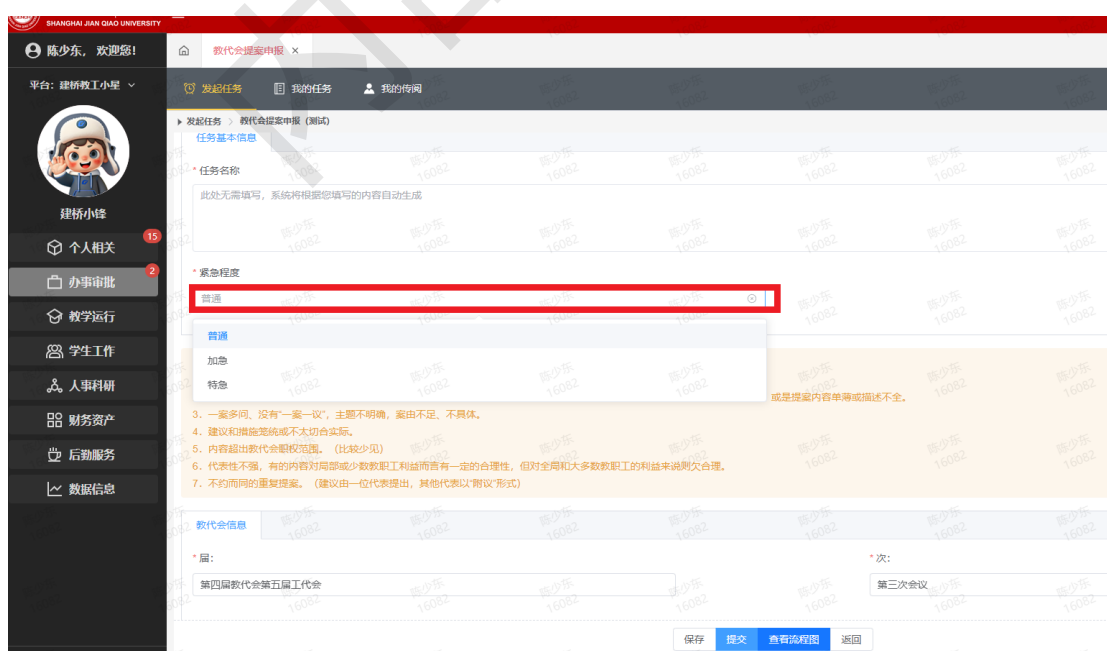 SHANGHAI JIAN QIAO UNIVERSITY
陈少东，欢迎您!
教代会提案申报 ×
平台：建桥教工小星
发起任务 我的任务 我的传阅
发起任务 > 教代会提案申报（测试）
任务基本信息
* 任务名称
此处无需填写，系统将根据您填写的内容自动生成
建桥小锋
个人相关 15
* 紧急程度
办事审批 2
普通
教学运行
普通
学生工作
加急
人事科研
特急
或是提案内容单薄或描述不全。
财务资产
3、一案多问、没有“一案一议”，主题不明确，案由不足、不具体。
4、建议和措施笼统或不太切合实际。
后勤服务
5、内容超出教代会职权范围。（比较少见）
6、代表性不强，有的内容对局部或少数教职工利益而言有一定的合理性，但对全局和大多数教职工的利益来说则欠合理。
数据信息
7、不约而同的重复提案。（建议由一位代表提出，其他代表以“附议”形式）
教代会信息
* 届：
* 次：
第四届教代会第五届工代会
第三次会议
保存 提交 查看流程图 返回
陈少东
16082